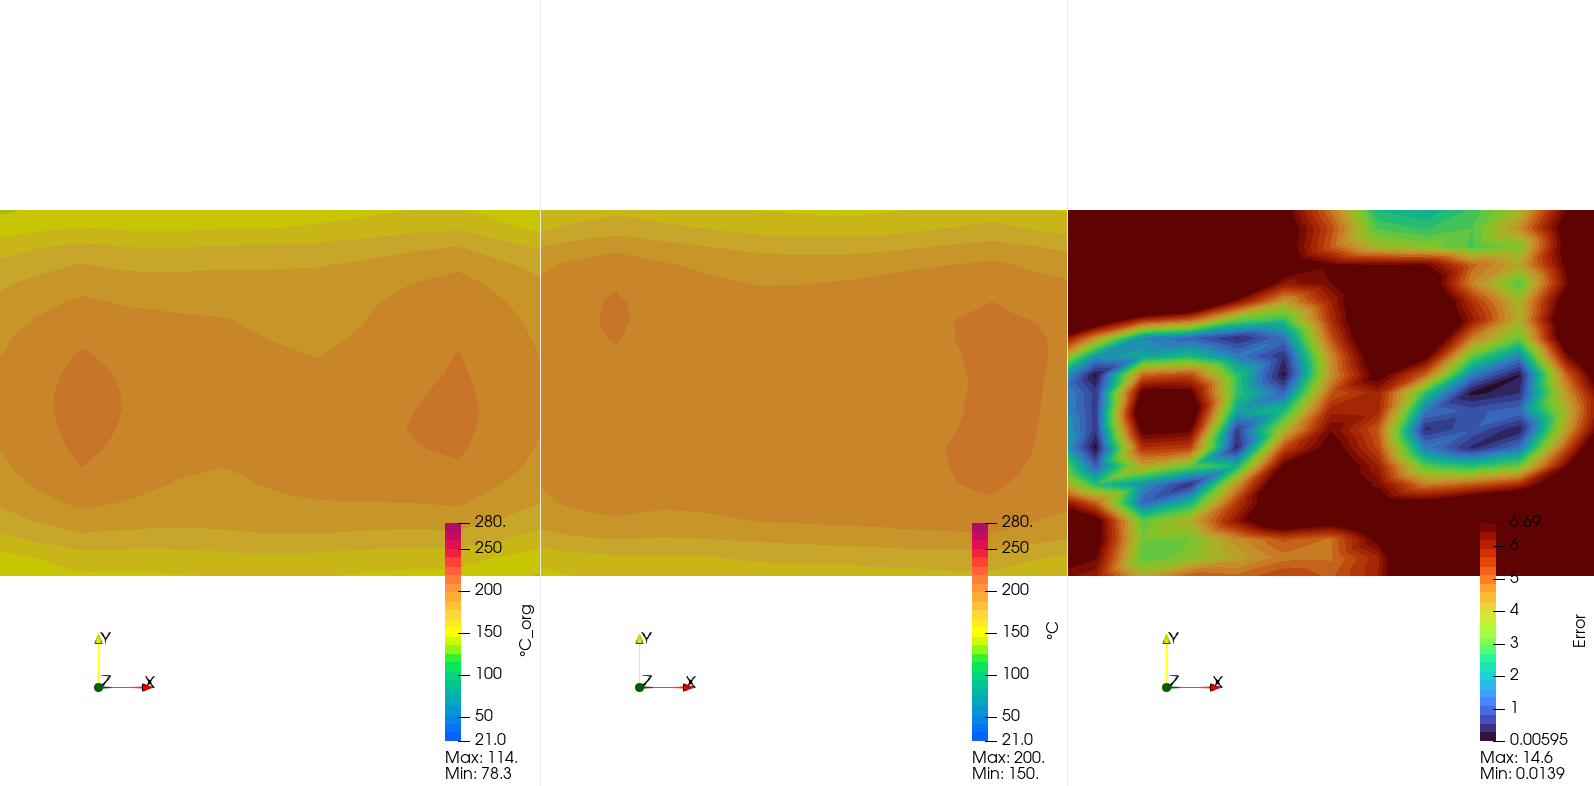 280.
250
200
150
100
50
21.0
°C_org
Max: 114.
Min: 78.3
Y
Z
X
280.
250
200
150
100
50
21.0
°C
Max: 200.
Min: 150.
Y
Z
X
6.69
6
5
4
3
2
1
0.00595
Error
Max: 14.6
Min: 0.0139
Y
Z
X